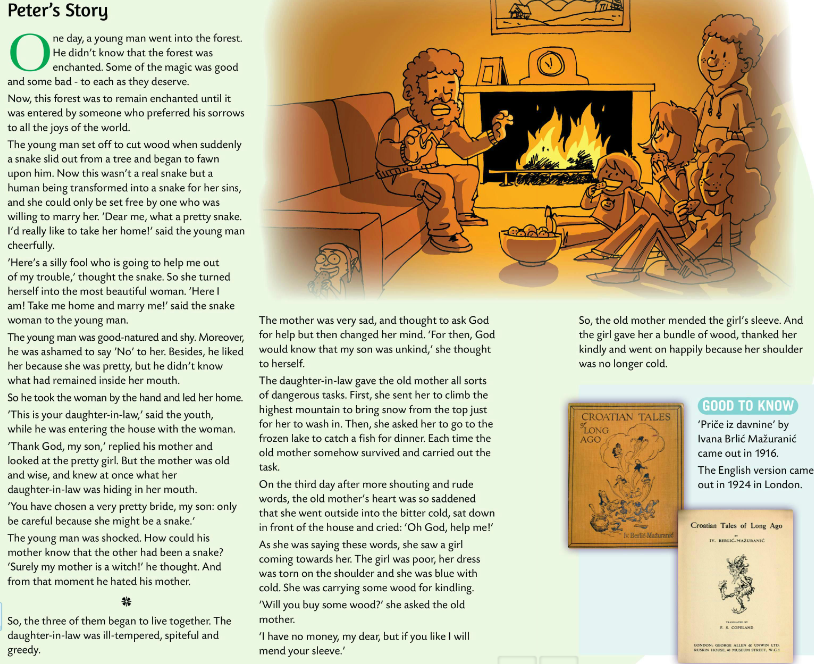 Peter's Story
One day, a young man went into the forest.
He didn't know that the forest was
enchanted. Some of the magic was good
and some bad - to each as they deserve.
Now, this forest was to remain enchanted until it
was entered by someone who preferred his sorrows
to all the joys of the world.
The young man set off to cut wood when suddenly
a snake slid out from a tree and began to fawn
upon him. Now this wasn't a real snake but a
human being transformed into a snake for her sins,
and she could only be set free by one who was
willing to marry her. 'Dear me, what a pretty snake.
I'd really like to take her home!' said the young man
cheerfully.
'Here's a silly fool who is going to help me out
of my trouble,' thought the snake. So she turned
herself into the most beautiful woman. 'Here I
am! Take me home and marry me!' said the snake
woman to the young man.
The young man was good-natured and shy. Moreover,
he was ashamed to say 'No' to her. Besides, he liked
her because she was pretty, but he didn't know
what had remained inside her mouth.
So he took the woman by the hand and led her home.
'This is your daughter-in-law,' said the youth,
while he was entering the house with the woman.
'Thank God, my son,' replied his mother and
looked at the pretty girl. But the mother was old
and wise, and knew at once what her
daughter-in-law was hiding in her mouth.
'You have chosen a very pretty bride, my son: only
be careful because she might be a snake.'
The young man was shocked. How could his
mother know that the other had been a snake?
'Surely my mother is a witch!' he thought. And
from that moment he hated his mother.
So, the three of them began to live together. The
daughter-in-law was ill-tempered, spiteful and
greedy.
The mother was very sad, and thought to ask God
for help but then changed her mind. 'For then, God
would know that my son was unkind,' she thought
to herself.
The daughter-in-law gave the old mother all sorts
of dangerous tasks. First, she sent her to climb the
highest mountain to bring snow from the top just
for her to wash in. Then, she asked her to go to the
frozen lake to catch a fish for dinner. Each time the
old mother somehow survived and carried out the
task.
On the third day after more shouting and rude
words, the old mother's heart was so saddened
that she went outside into the bitter cold, sat down
in front of the house and cried: 'Oh God, help me!'
As she was saying these words, she saw a girl
coming towards her. The girl was poor, her dress
was torn on the shoulder and she was blue with
cold. She was carrying some wood for kindling.
'Will you buy some wood?' she asked the old
mother.
'I have no money, my dear, but if you like I will
mend your sleeve.'
So, the old mother mended the girl's sleeve. And
the girl gave her a bundle of wood, thanked her
kindly and went on happily because her shoulder
was no longer cold.
GOOD TO KNOW
'Priče iz davnine' by
Ivana Brlić Mažuranić
came out in 1916.
The English version came
out in 1924 in London.
CROATIAN TALES
of LONG
AGO
Iv. Berlić-Mažuranić
Croatian Tales of Long Ago
BY
IV. BERLIĆ-MAŽURANIĆ
TRANSLATED BY
F. S. COPELAND
LONDON: GEORGE ALLEN & UNWIN LTD.
RUSKIN HOUSE, 40 MUSEUM STREET, W.C.1